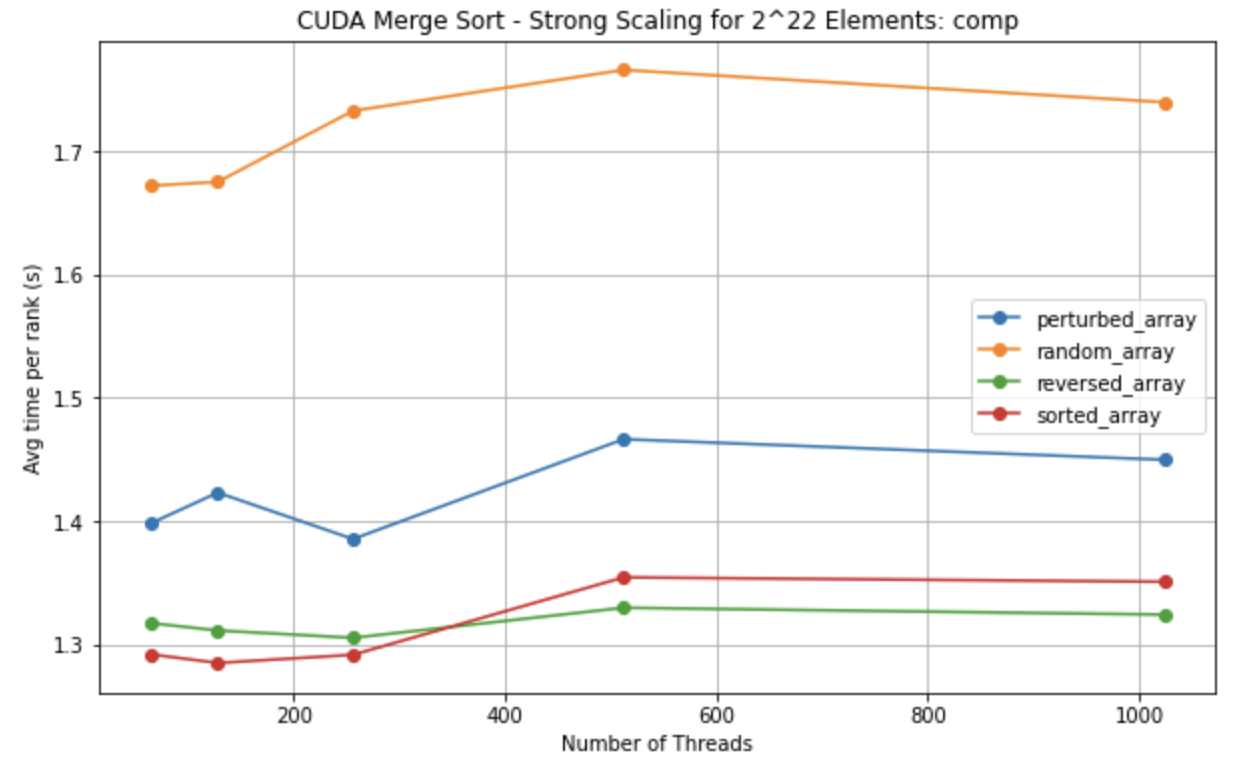 CUDA Merge Sort - Strong Scaling for 2^22 Elements: comp
Avg time per rank (s)
1.7
1.6
1.5
1.4
1.3
perturbed_array
random_array
reversed_array
sorted_array
200 400 600 800 1000
Number of Threads